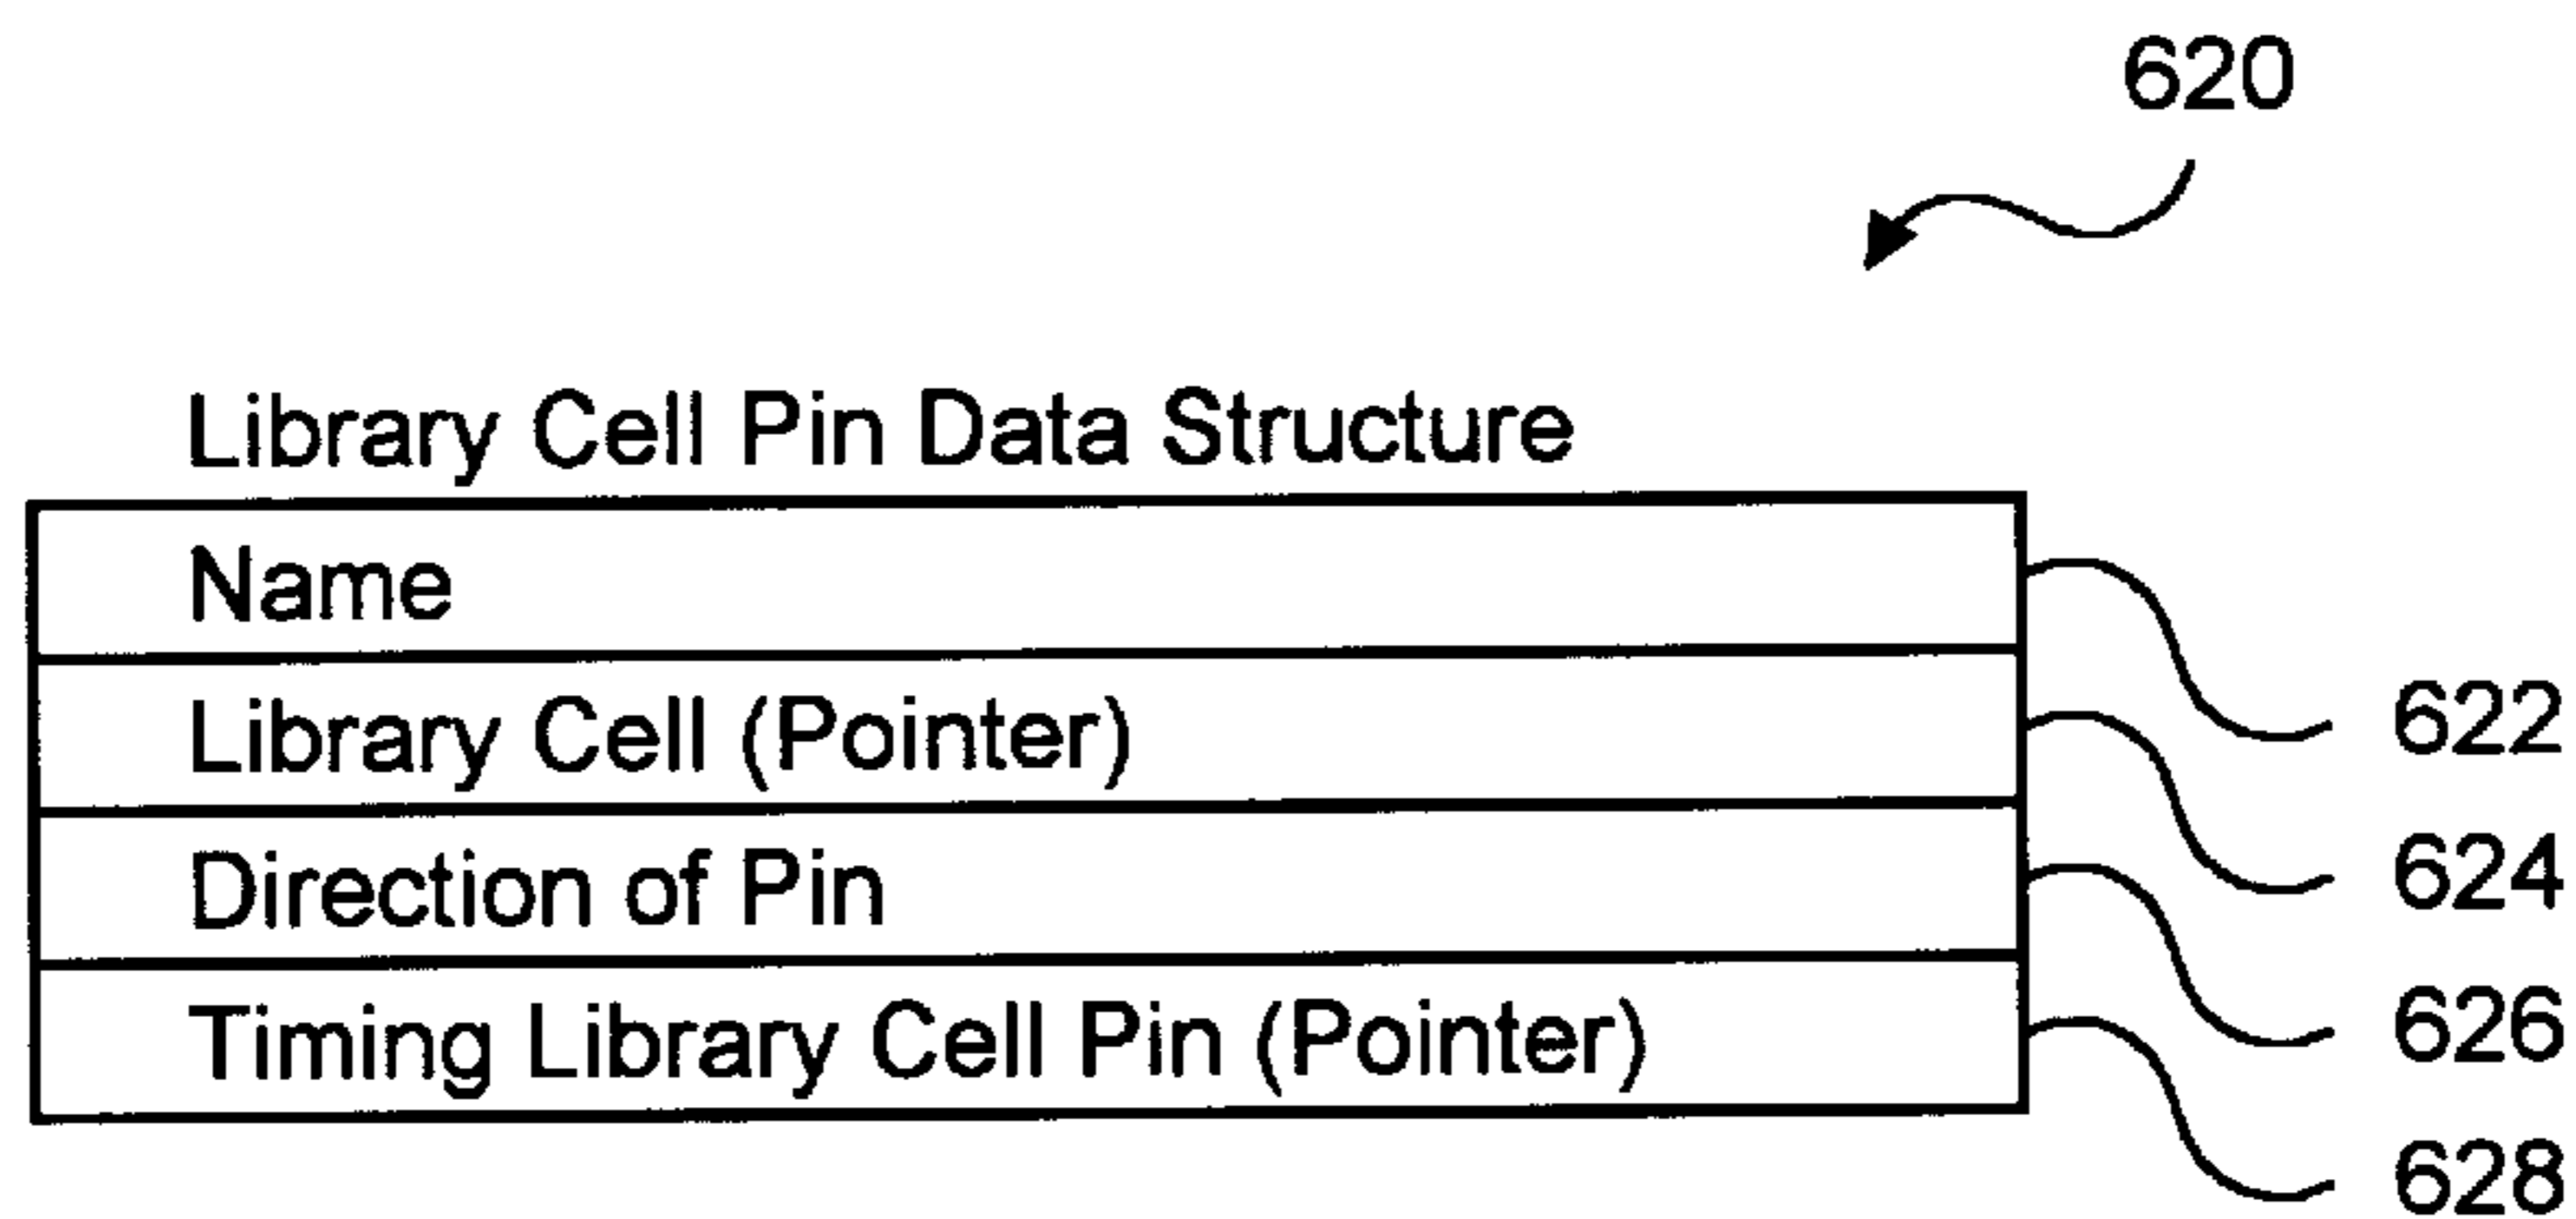 620
Library Cell Pin Data Structure
Name
622
Library Cell (Pointer)
624
Direction of Pin
626
Timing Library Cell Pin (Pointer)
628